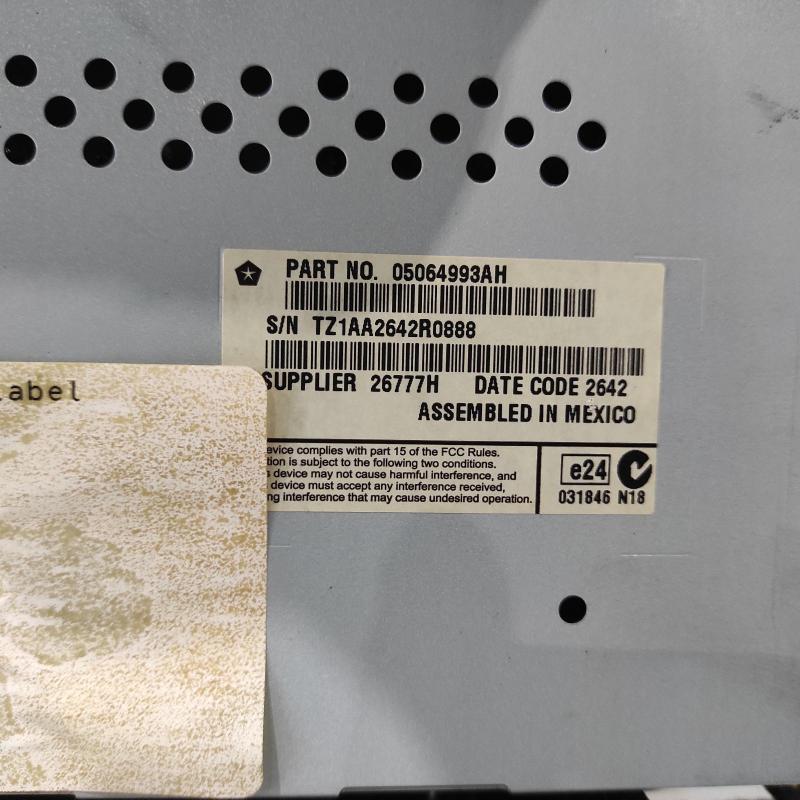 PART NO. 05064993AH
S/N TZ1AA2642R0888
SUPPLIER 26777H DATE CODE 2642
ASSEMBLED IN MEXICO
evice complies with part 15 of the FCC Rules.
tion is subject to the following two conditions.
s device may not cause harmful interference, and
device must accept any interference received,
ng interference that may cause undesired operation.
e24
031846 N18
abel